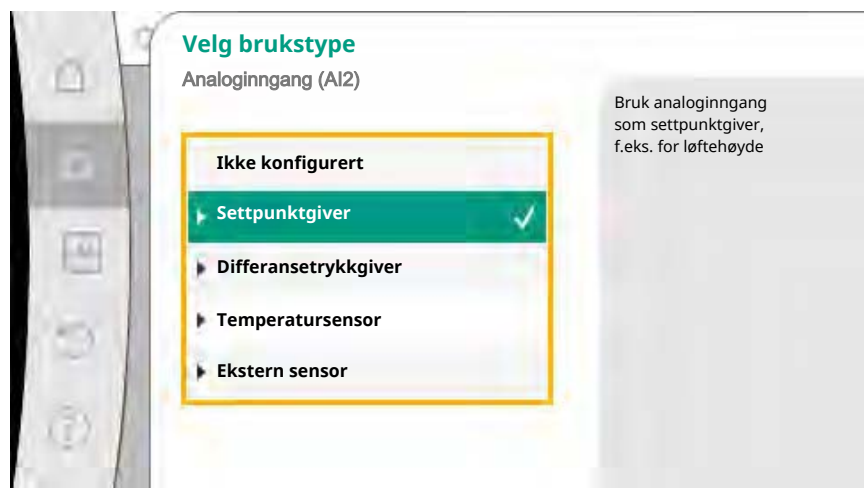 Velg brukstype
Analoginngang (AI2)
Bruk analoginngang
som settpunktgiver,
f.eks. for løftehøyde
Ikke konfigurert
Settpunktgiver
Differansetrykkgiver
Temperatursensor
Ekstern sensor